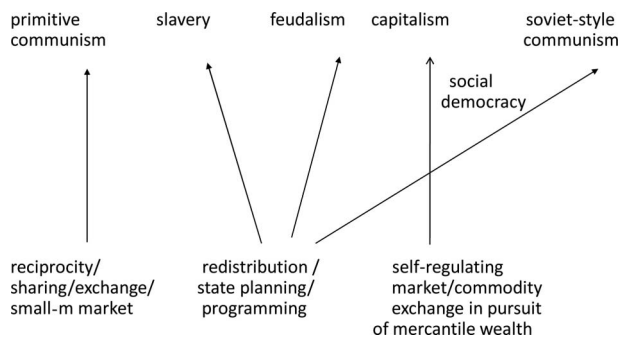 primitive
communism
slavery
feudalism
capitalism
soviet-style
communism
social
democracy
reciprocity/
sharing/exchange/
small-m market
redistribution /
state planning/
programming
self-regulating
market/commodity
exchange in pursuit
of mercantile wealth